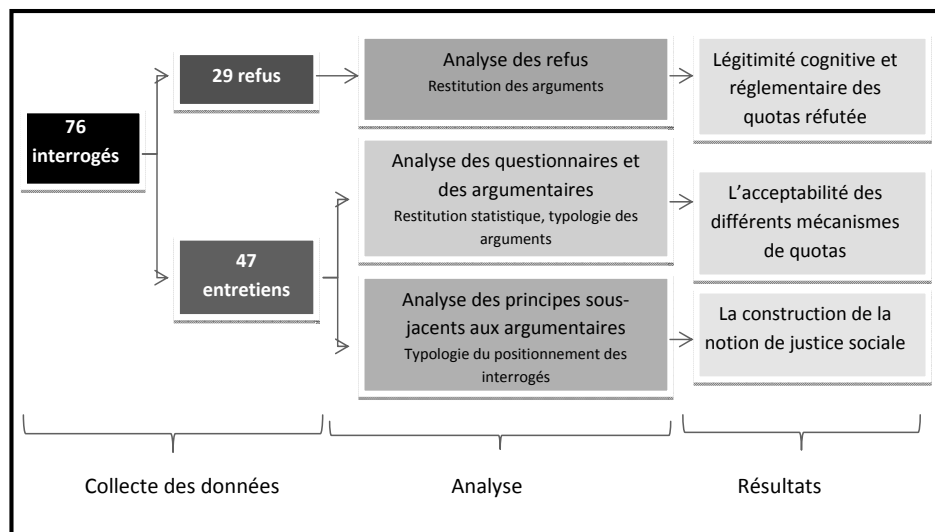 76
interrogés
29 refus
47
entretiens
Analyse des refus
Restitution des arguments
Analyse des questionnaires et
des argumentaires
Restitution statistique, typologie des
arguments
Analyse des principes sous-
jacents aux argumentaires
Typologie du positionnement des
interrogés
Légitimité cognitive et
réglementaire des
quotas réfutée
L’acceptabilité des
différents mécanismes
de quotas
La construction de la
notion de justice sociale
Collecte des données
Analyse
Résultats